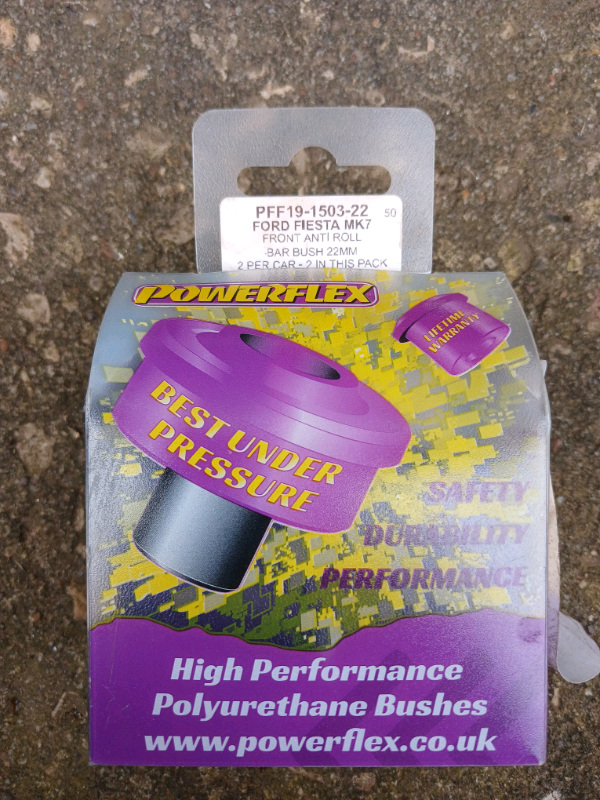 PFF19-1503-22 50
FORD FIESTA MK7
FRONT ANTI ROLL
BAR BUSH 22MM
2 PER CAR - 2 IN THIS PACK
POWERFLEX
LIFETIME
WARRANTY
BEST UNDER
PRESSURE
SAFETY
DURABILITY
PERFORMANCE
High Performance
Polyurethane Bushes
www.powerflex.co.uk